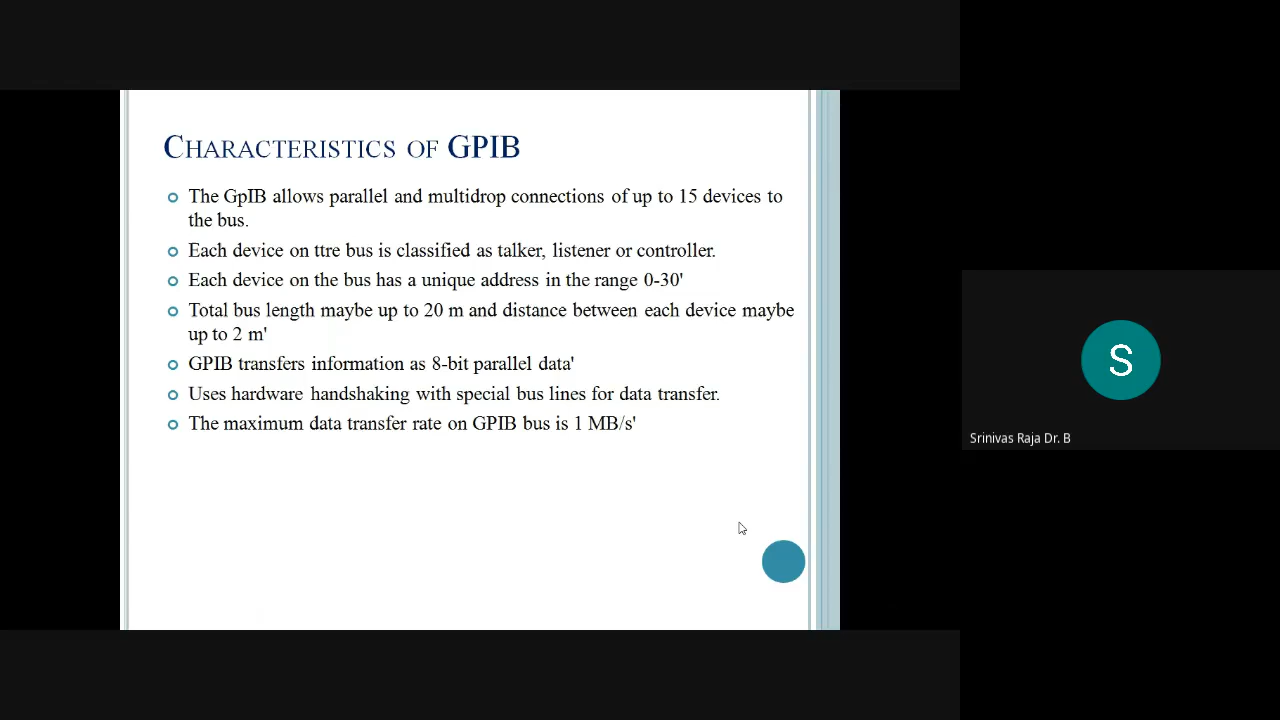 CHARACTERISTICS OF GPIB
The GpIB allows parallel and multidrop connections of up to 15 devices to
the bus.
Each device on ttre bus is classified as talker, listener or controller.
Each device on the bus has a unique address in the range 0-30'
Total bus length maybe up to 20 m and distance between each device maybe
up to 2 m'
GPIB transfers information as 8-bit parallel data'
Uses hardware handshaking with special bus lines for data transfer.
The maximum data transfer rate on GPIB bus is 1 MB/s'
S
Srinivas Raja Dr. B